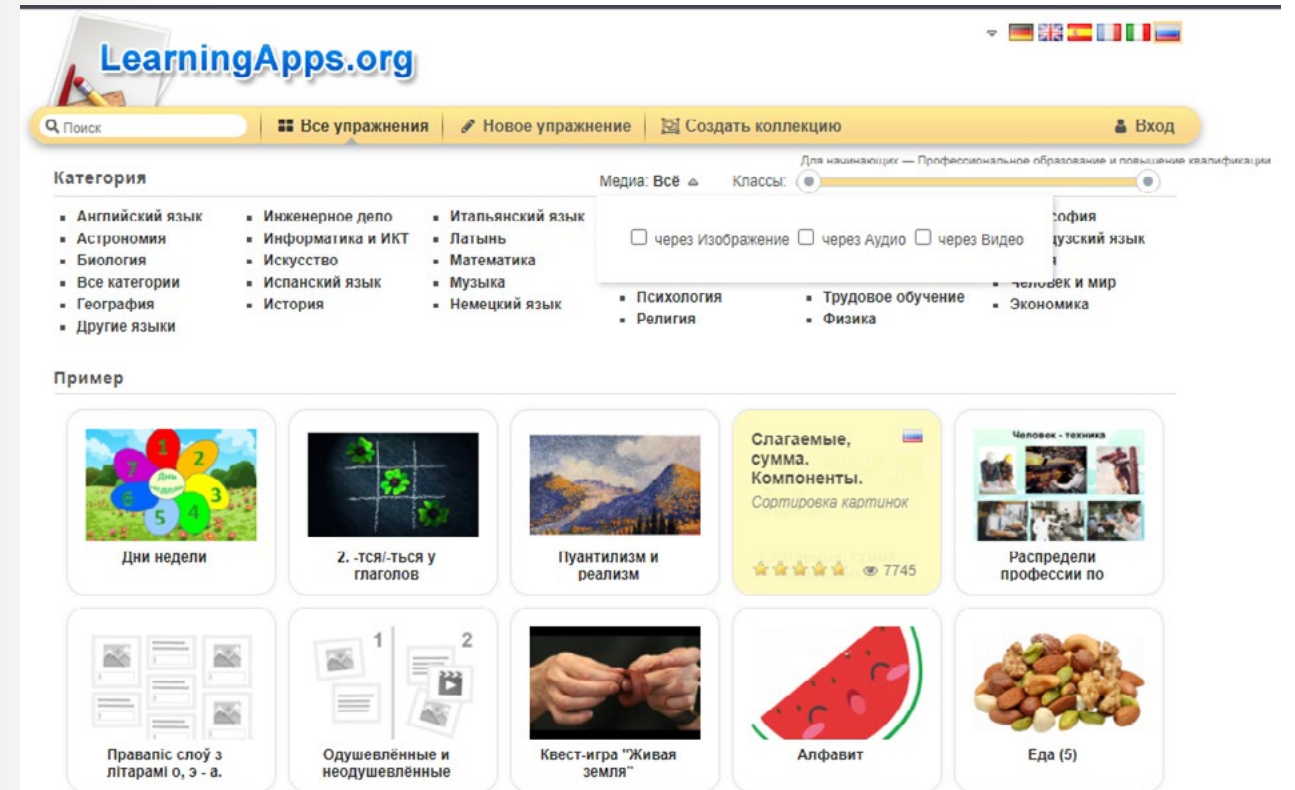 LearningApps.org
Поиск
Все упражнения
Новое упражнение
Создать коллекцию
Вход
Для начинающих — Профессиональное образование и повышение квалификации
Категория
Медиа: Всё
Классы:
Английский язык
Астрономия
Биология
Все категории
География
Другие языки
Инженерное дело
Информатика и ИКТ
Искусство
Испанский язык
История
Итальянский язык
Латынь
Математика
Музыка
Немецкий язык
через Изображение через Аудио через Видео
Психология
Религия
Трудовое обучение
Физика
Человек и мир
Экономика
Пример
1
2
3
4
5
6
7
Дни
недели
Дни недели
2. -тся/-ться у
глаголов
Пуантилизм и
реализм
Слагаемые,
сумма.
Компоненты.
Сортировка картинок
7745
Человек - техника
Распредели
профессии по
Правапіс слоў з
літарамі о, э - а.
1
2
Одушевлённые и
неодушевлённые
Квест-игра "Живая
земля"
Алфавит
Еда (5)